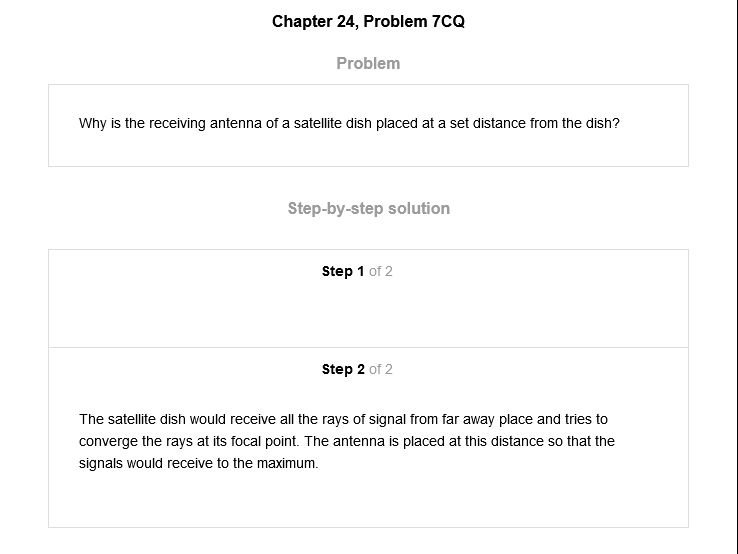 Chapter 24, Problem 7CQ
Problem
Why is the receiving antenna of a satellite dish placed at a set distance from the dish?
Step-by-step solution
Step 1 of 2
Step 2 of 2
The satellite dish would receive all the rays of signal from far away place and tries to
converge the rays at its focal point. The antenna is placed at this distance so that the
signals would receive to the maximum.